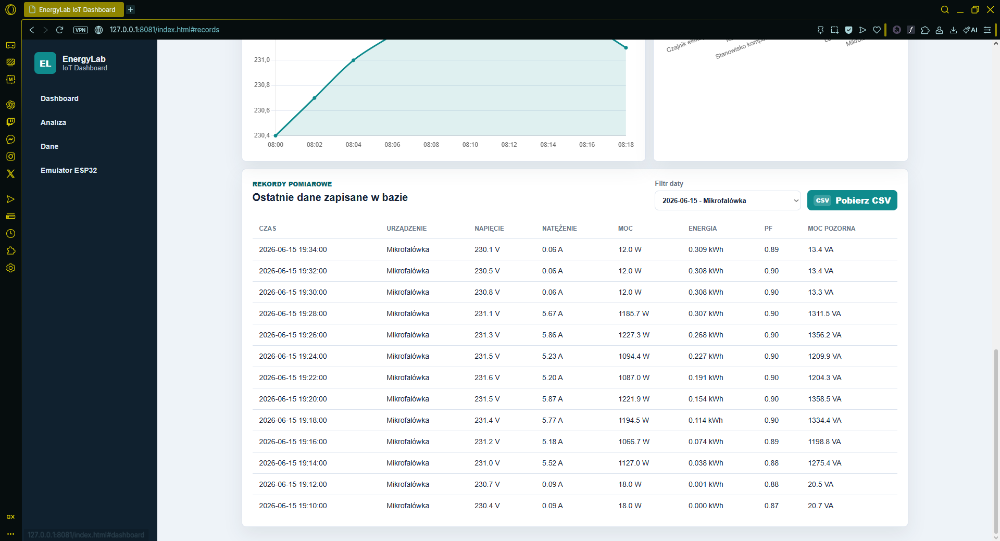 EnergyLab IoT Dashboard
VPN
127.0.0.1:8081/index.html#records
AI
EL
EnergyLab
IoT Dashboard
Dashboard
Analiza
Dane
Emulator ESP32
231,0
230,8
230,6
230,4
08:00 08:02 08:04 08:06 08:08 08:10 08:12 08:14 08:16 08:18
REKORDY POMIAROWE
Ostatnie dane zapisane w bazie
Filtr daty
2026-06-15 - Mikrofalówka
CSV Pobierz CSV
CZAS URZĄDZENIE NAPIĘCIE NATĘŻENIE MOC ENERGIA PF MOC POZORNA
2026-06-15 19:34:00 Mikrofalówka 230.1 V 0.06 A 12.0 W 0.309 kWh 0.89 13.4 VA
2026-06-15 19:32:00 Mikrofalówka 230.5 V 0.06 A 12.0 W 0.308 kWh 0.90 13.4 VA
2026-06-15 19:30:00 Mikrofalówka 230.8 V 0.06 A 12.0 W 0.308 kWh 0.90 13.3 VA
2026-06-15 19:28:00 Mikrofalówka 231.1 V 5.67 A 1185.7 W 0.307 kWh 0.90 1311.5 VA
2026-06-15 19:26:00 Mikrofalówka 231.3 V 5.86 A 1227.3 W 0.268 kWh 0.90 1356.2 VA
2026-06-15 19:24:00 Mikrofalówka 231.5 V 5.23 A 1094.4 W 0.227 kWh 0.90 1209.9 VA
2026-06-15 19:22:00 Mikrofalówka 231.6 V 5.20 A 1087.0 W 0.191 kWh 0.90 1204.3 VA
2026-06-15 19:20:00 Mikrofalówka 231.5 V 5.87 A 1221.9 W 0.154 kWh 0.90 1358.5 VA
2026-06-15 19:18:00 Mikrofalówka 231.4 V 5.77 A 1194.5 W 0.114 kWh 0.90 1334.4 VA
2026-06-15 19:16:00 Mikrofalówka 231.2 V 5.18 A 1066.7 W 0.074 kWh 0.89 1198.8 VA
2026-06-15 19:14:00 Mikrofalówka 231.0 V 5.52 A 1127.0 W 0.038 kWh 0.88 1275.4 VA
2026-06-15 19:12:00 Mikrofalówka 230.7 V 0.09 A 18.0 W 0.001 kWh 0.88 20.5 VA
2026-06-15 19:10:00 Mikrofalówka 230.4 V 0.09 A 18.0 W 0.000 kWh 0.87 20.7 VA
GX
127.0.0.1:8081/index.html#dashboard
Czajnik
Stanowisko